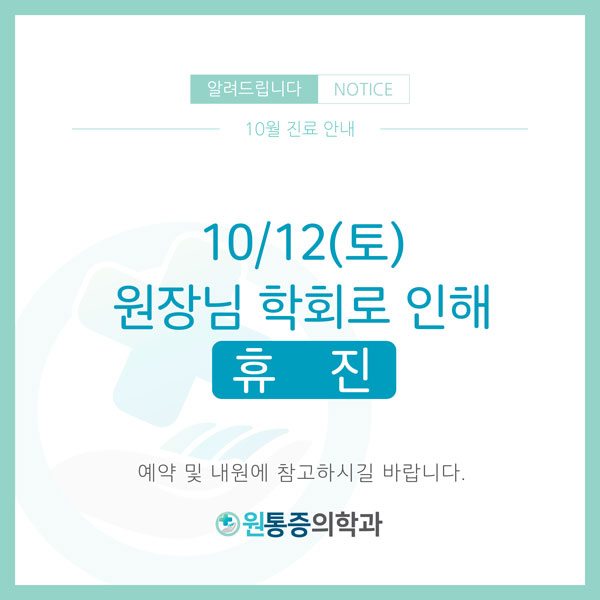 알려드립니다 NOTICE
10월 진료 안내
10/12(토)
원장님 학회로 인해
휴 진
예약 및 내원에 참고하시길 바랍니다.
원통증의학과